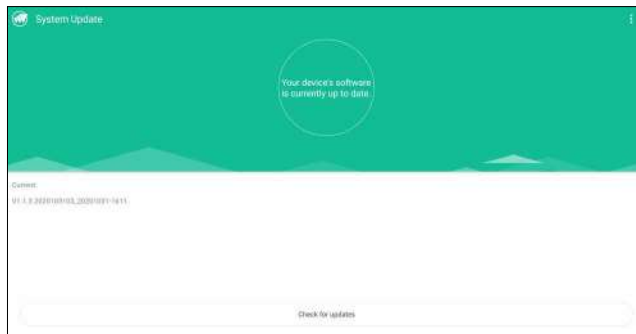 System Update
Your device's software
is currently up to date.
Current:
Check for updates